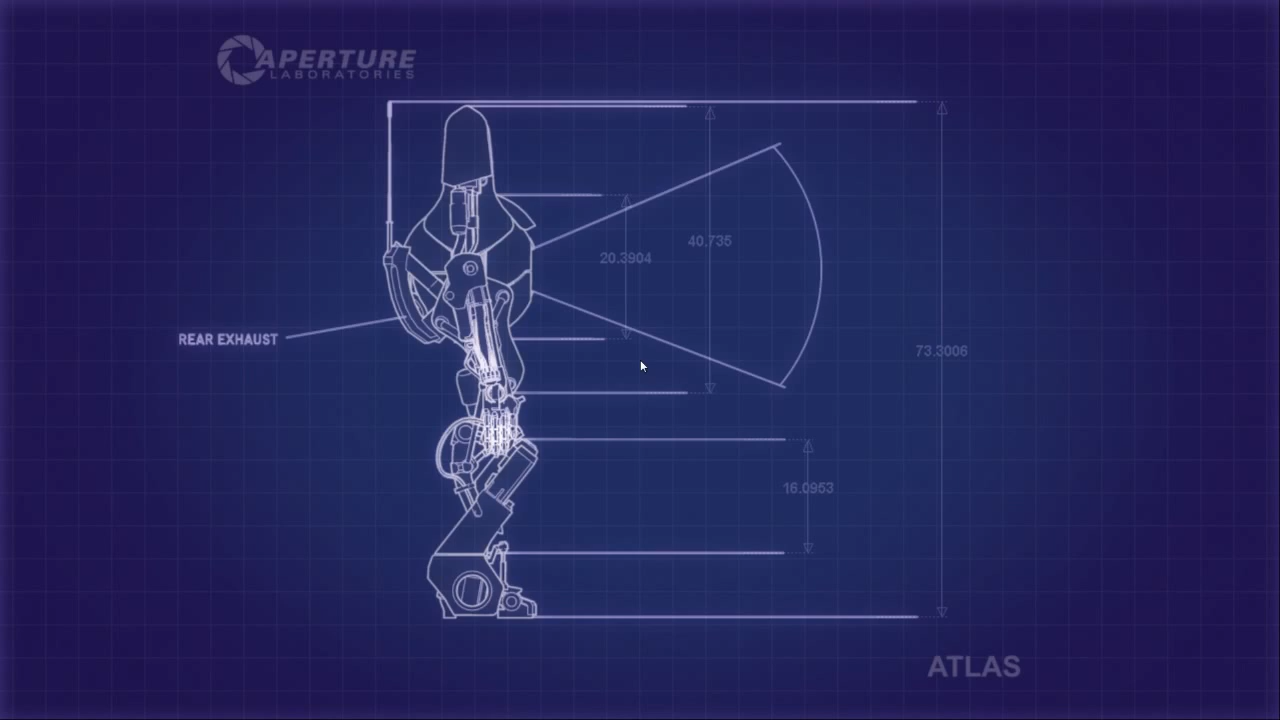 APERTURE
LABORATORIES
40.735
20.3904
REAR EXHAUST
73.3006
16.0953
ATLAS